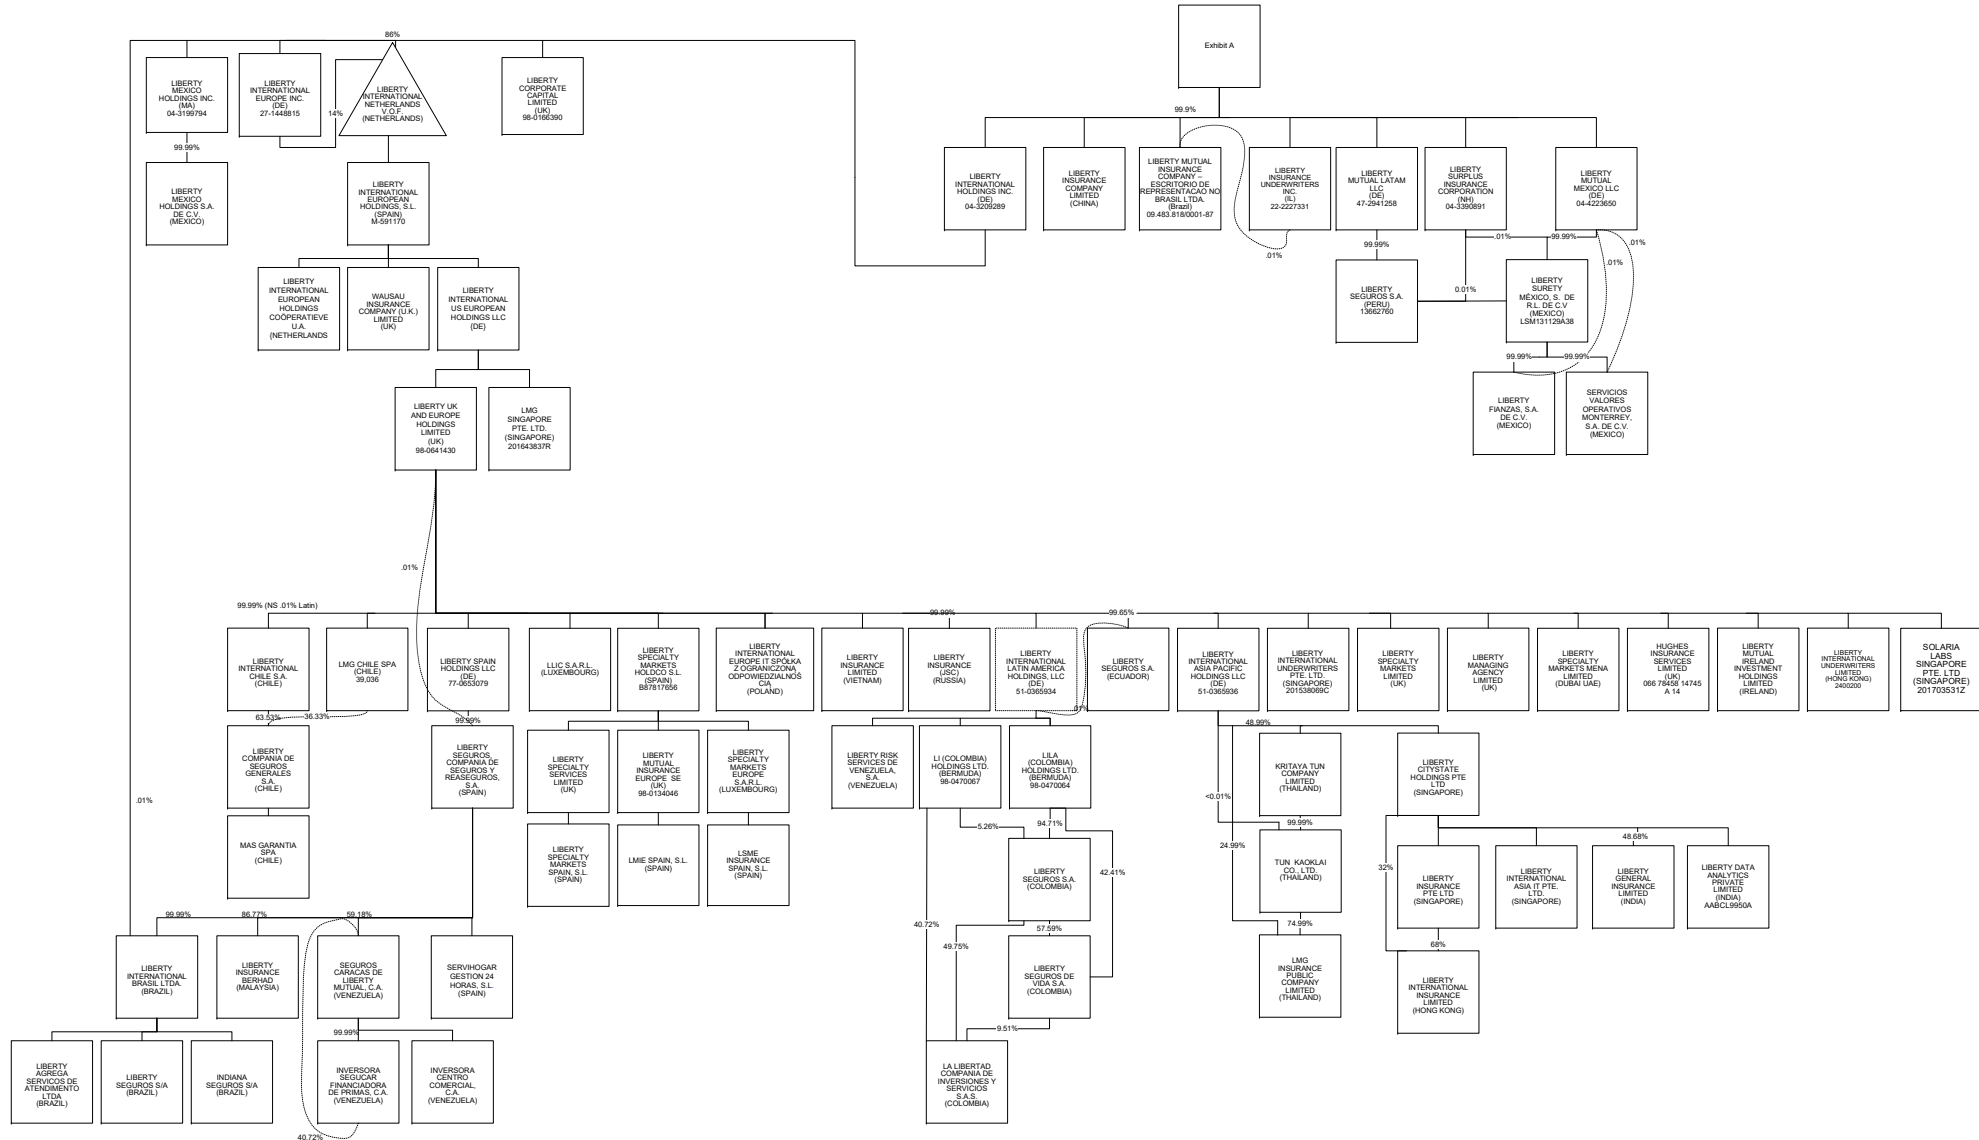 Exhibit A
86%
99.9%
LIBERTY
MEXICO
HOLDINGS INC.
(MA)
04-3199794
LIBERTY
INTERNATIONAL
EUROPE INC.
(DE)
27-1448815
14%
LIBERTY
INTERNATIONAL
NETHERLANDS
V.O.F.
(NETHERLANDS)
LIBERTY
CORPORATE
CAPITAL
LIMITED
(UK)
98-0166390
99.99%
LIBERTY
MEXICO
HOLDINGS S.A.
DE C.V.
(MEXICO)
LIBERTY
INTERNATIONAL
EUROPEAN
HOLDINGS, S.L.
(SPAIN)
M-591170
LIBERTY
INTERNATIONAL
HOLDINGS INC.
(DE)
04-3209289
LIBERTY
INSURANCE
COMPANY
LIMITED
(CHINA)
LIBERTY MUTUAL
INSURANCE
COMPANY –
ESCRITORIO DE
REPRESENTACAO NO
BRASIL LTDA.
(Brazil)
09.483.818/0001-87
LIBERTY
INSURANCE
UNDERWRITERS
INC.
(IL)
22-2227331
LIBERTY
MUTUAL LATAM
LLC
(DE)
47-2941258
LIBERTY
SURPLUS
INSURANCE
CORPORATION
(NH)
04-3390891
LIBERTY
MUTUAL
MEXICO LLC
(DE)
04-4223650
.01%
99.99%
.01%
99.99%
.01%
.01%
LIBERTY
SEGUROS S.A.
(PERU)
13662760
0.01%
LIBERTY
SURETY
MÉXICO, S. DE
R.L. DE C.V
(MEXICO)
LSM131129A38
99.99%
99.99%
LIBERTY
FIANZAS, S.A.
DE C.V.
(MEXICO)
SERVICIOS
VALORES
OPERATIVOS
MONTERREY,
S.A. DE C.V.
(MEXICO)
LIBERTY
INTERNATIONAL
EUROPEAN
HOLDINGS
COÖPERATIEVE
U.A.
(NETHERLANDS
WAUSAU
INSURANCE
COMPANY (U.K.)
LIMITED
(UK)
LIBERTY
INTERNATIONAL
US EUROPEAN
HOLDINGS LLC
(DE)
LIBERTY UK
AND EUROPE
HOLDINGS
LIMITED
(UK)
98-0641430
LMG
SINGAPORE
PTE. LTD.
(SINGAPORE)
201643837R
.01%
99.99% (NS .01% Latin)
99.99%
99.65%
LIBERTY
INTERNATIONAL
CHILE S.A.
(CHILE)
LMG CHILE SPA
(CHILE)
39,036
LIBERTY SPAIN
HOLDINGS LLC
(DE)
77-0653079
LLIC S.A.R.L.
(LUXEMBOURG)
LIBERTY
SPECIALTY
MARKETS
HOLDCO S.L.
(SPAIN)
B87817656
LIBERTY
INTERNATIONAL
EUROPE IT SPÓŁKA
Z OGRANICZONĄ
ODPOWIEDZIALNOŚ
CIĄ
(POLAND)
LIBERTY
INSURANCE
LIMITED
(VIETNAM)
LIBERTY
INSURANCE
(JSC)
(RUSSIA)
LIBERTY
INTERNATIONAL
LATIN AMERICA
HOLDINGS, LLC
(DE)
51-0365934
LIBERTY
SEGUROS S.A.
(ECUADOR)
LIBERTY
INTERNATIONAL
ASIA PACIFIC
HOLDINGS LLC
(DE)
51-0365936
LIBERTY
INTERNATIONAL
UNDERWRITERS
PTE. LTD.
(SINGAPORE)
201538069C
LIBERTY
SPECIALTY
MARKETS
LIMITED
(UK)
LIBERTY
MANAGING
AGENCY
LIMITED
(UK)
LIBERTY
SPECIALTY
MARKETS MENA
LIMITED
(DUBAI UAE)
HUGHES
INSURANCE
SERVICES
LIMITED
(UK)
066 78458 14745
A 14
LIBERTY
MUTUAL
IRELAND
INVESTMENT
HOLDINGS
LIMITED
(IRELAND)
LIBERTY
INTERNATIONAL
UNDERWRITERS
LIMITED
(HONG KONG)
2400200
SOLARIA
LABS
SINGAPORE
PTE. LTD
(SINGAPORE)
201703531Z
63.53%
36.33%
99.99%
.01%
48.99%
LIBERTY
COMPANIA DE
SEGUROS
GENERALES
S.A.
(CHILE)
LIBERTY
SEGUROS,
COMPANIA DE
SEGUROS Y
REASEGUROS,
S.A.
(SPAIN)
LIBERTY
SPECIALTY
SERVICES
LIMITED
(UK)
LIBERTY
MUTUAL
INSURANCE
EUROPE SE
(UK)
98-0134046
LIBERTY
SPECIALTY
MARKETS
EUROPE
S.A.R.L.
(LUXEMBOURG)
LIBERTY RISK
SERVICES DE
VENEZUELA,
S.A.
(VENEZUELA)
LI (COLOMBIA)
HOLDINGS LTD.
(BERMUDA)
98-0470067
LILA
(COLOMBIA)
HOLDINGS LTD.
(BERMUDA)
98-0470064
KRITAYA TUN
COMPANY
LIMITED
(THAILAND)
LIBERTY
CITYSTATE
HOLDINGS PTE
LTD
(SINGAPORE)
.01%
<0.01%
5.26%
94.71%
99.99%
48.68%
MAS GARANTIA
SPA
(CHILE)
LIBERTY
SPECIALTY
MARKETS
SPAIN, S.L.
(SPAIN)
LMIE SPAIN, S.L.
(SPAIN)
LSME
INSURANCE
SPAIN, S.L.
(SPAIN)
LIBERTY
SEGUROS S.A.
(COLOMBIA)
42.41%
24.99%
TUN KAOKLAI
CO., LTD.
(THAILAND)
32%
LIBERTY
INSURANCE
PTE LTD
(SINGAPORE)
LIBERTY
INTERNATIONAL
ASIA IT PTE.
LTD.
(SINGAPORE)
LIBERTY
GENERAL
INSURANCE
LIMITED
(INDIA)
LIBERTY DATA
ANALYTICS
PRIVATE
LIMITED
(INDIA)
AABCL9950A
99.99%
86.77%
59.18%
40.72%
49.75%
57.59%
74.99%
68%
LIBERTY
INTERNATIONAL
BRASIL LTDA.
(BRAZIL)
LIBERTY
INSURANCE
BERHAD
(MALAYSIA)
SEGUROS
CARACAS DE
LIBERTY
MUTUAL, C.A.
(VENEZUELA)
SERVIHOGAR
GESTION 24
HORAS, S.L.
(SPAIN)
LIBERTY
SEGUROS DE
VIDA S.A.
(COLOMBIA)
LMG
INSURANCE
PUBLIC
COMPANY
LIMITED
(THAILAND)
LIBERTY
INTERNATIONAL
INSURANCE
LIMITED
(HONG KONG)
99.99%
9.51%
LIBERTY
AGREGA
SERVICOS DE
ATENDIMENTO
LTDA
(BRAZIL)
LIBERTY
SEGUROS S/A
(BRAZIL)
INDIANA
SEGUROS S/A
(BRAZIL)
INVERSORA
SEGUCAR
FINANCIADORA
DE PRIMAS, C.A.
(VENEZUELA)
INVERSORA
CENTRO
COMERCIAL,
C.A.
(VENEZUELA)
LA LIBERTAD
COMPANIA DE
INVERSIONES Y
SERVICIOS
S.A.S.
(COLOMBIA)
40.72%